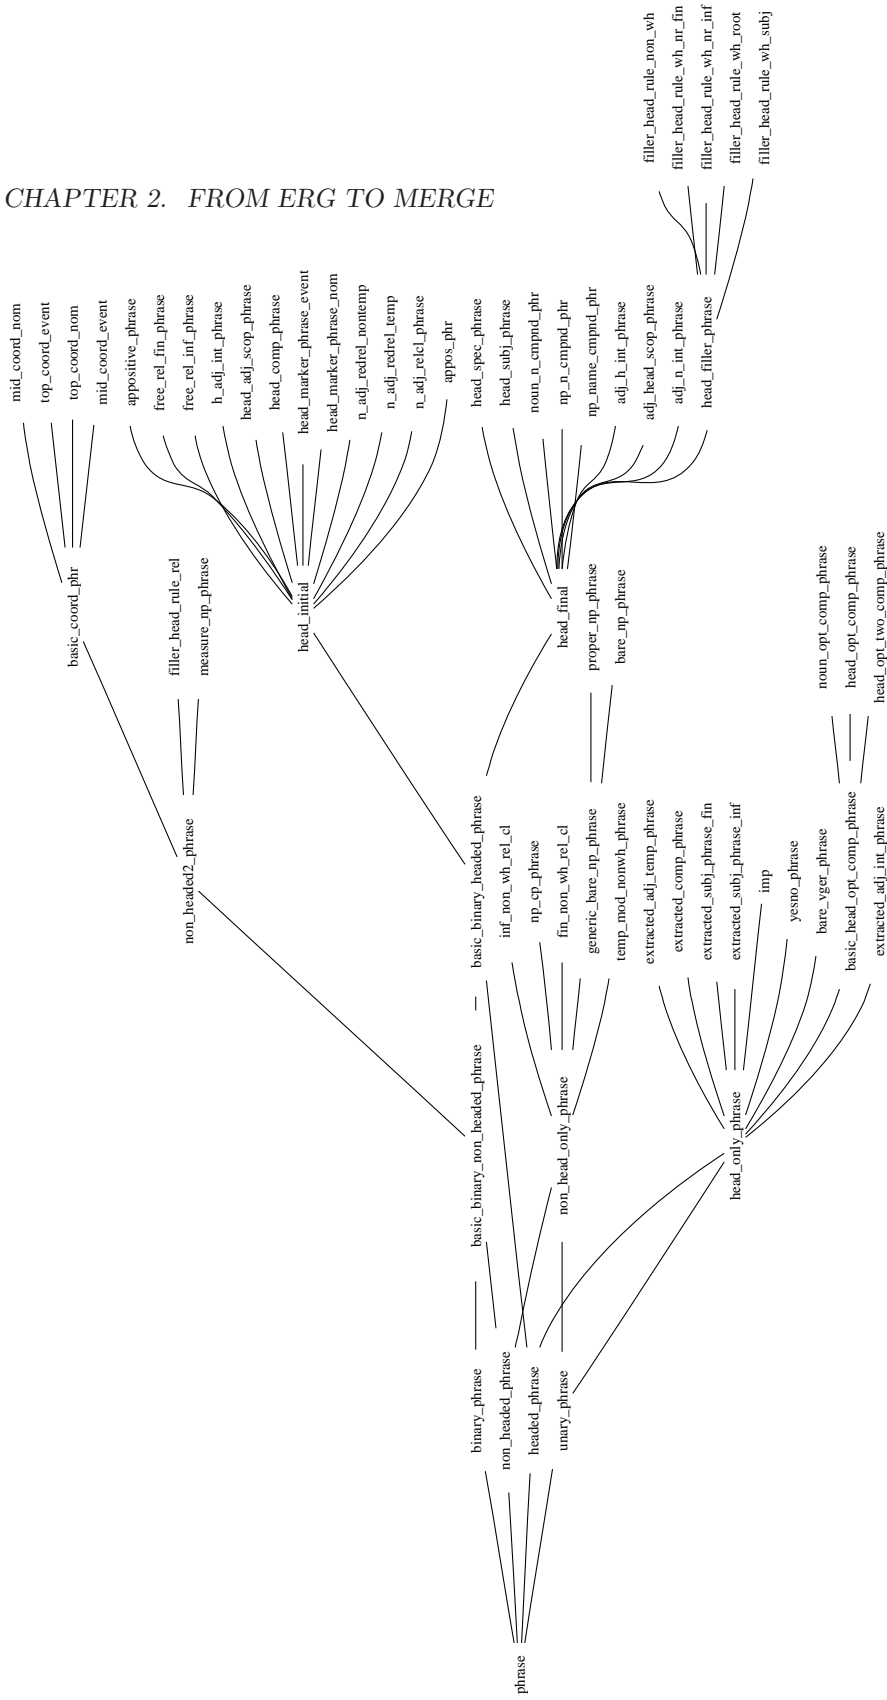 CHAPTER 2. FROM ERG TO MERGE
phrase
binary_phrase
non_headed_phrase
headed_phrase
unary_phrase
basic_binary_non_headed_phrase
non_head_only_phrase
head_only_phrase
non_headed2_phrase
basic_binary_headed_phrase
inf_non_wh_rel_cl
np_cp_phrase
fin_non_wh_rel_cl
generic_bare_np_phrase
temp_mod_nonwh_phrase
extracted_adj_temp_phrase
extracted_comp_phrase
extracted_subj_phrase_fin
extracted_subj_phrase_inf
imp
yesno_phrase
bare_vger_phrase
basic_head_opt_comp_phrase
extracted_adj_int_phrase
basic_coord_phr
filler_head_rule_rel
measure_np_phrase
head_initial
head_final
proper_np_phrase
bare_np_phrase
noun_opt_comp_phrase
head_opt_comp_phrase
head_opt_two_comp_phrase
mid_coord_nom
top_coord_event
top_coord_nom
mid_coord_event
appositive_phrase
free_rel_fin_phrase
free_rel_inf_phrase
h_adj_int_phrase
head_adj_scop_phrase
head_comp_phrase
head_marker_phrase_event
head_marker_phrase_nom
n_adj_redrel_nontemp
n_adj_redrel_temp
n_adj_relcl_phrase
appos_phr
head_spec_phrase
head_subj_phrase
noun_n_cmpnd_phr
np_n_cmpnd_phr
np_name_cmpnd_phr
adj_h_int_phrase
adj_head_scop_phrase
adj_n_int_phrase
head_filler_phrase
filler_head_rule_non_wh
filler_head_rule_wh_nr_fin
filler_head_rule_wh_nr_inf
filler_head_rule_wh_root
filler_head_rule_wh_subj